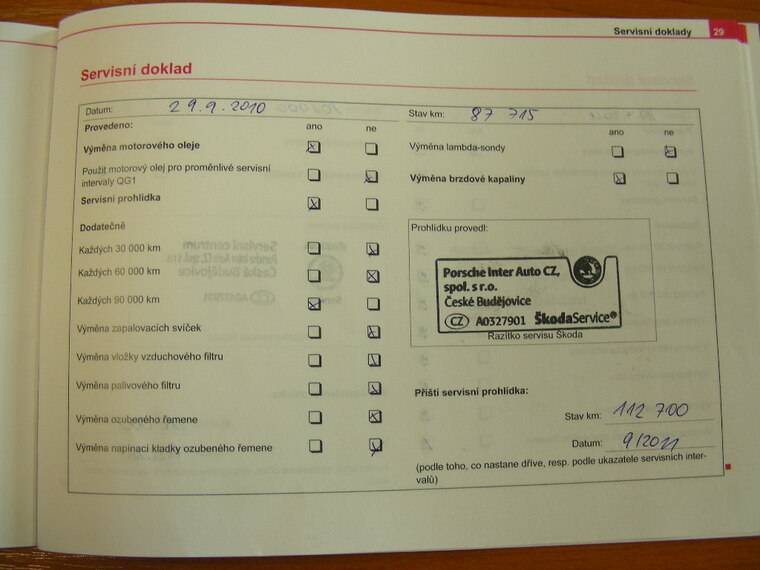 Servisní doklady 29
Servisní doklad
Datum: 29.9.2010
Stav km: 87 715
Provedeno: ano ne
ano ne
Výměna motorového oleje
Výměna lambda-sondy
Použit motorový olej pro proměnlivé servisní
intervaly QG1
Výměna brzdové kapaliny
Servisní prohlídka
Dodatečně
Každých 30 000 km
Každých 60 000 km
Každých 90 000 km
Výměna zapalovacích svíček
Výměna vložky vzduchového filtru
Výměna palivového filtru
Výměna ozubeného řemene
Výměna napínací kladky ozubeného řemene
Prohlídku provedl:
Porsche Inter Auto CZ,
spol. s r.o.
České Budějovice
CZ A0327901 ŠkodaService®
Razítko servisu Škoda
Příští servisní prohlídka:
Stav km: 112 700
Datum: 9/2011
(podle toho, co nastane dříve, resp. podle ukazatele servisních inter-
valů)